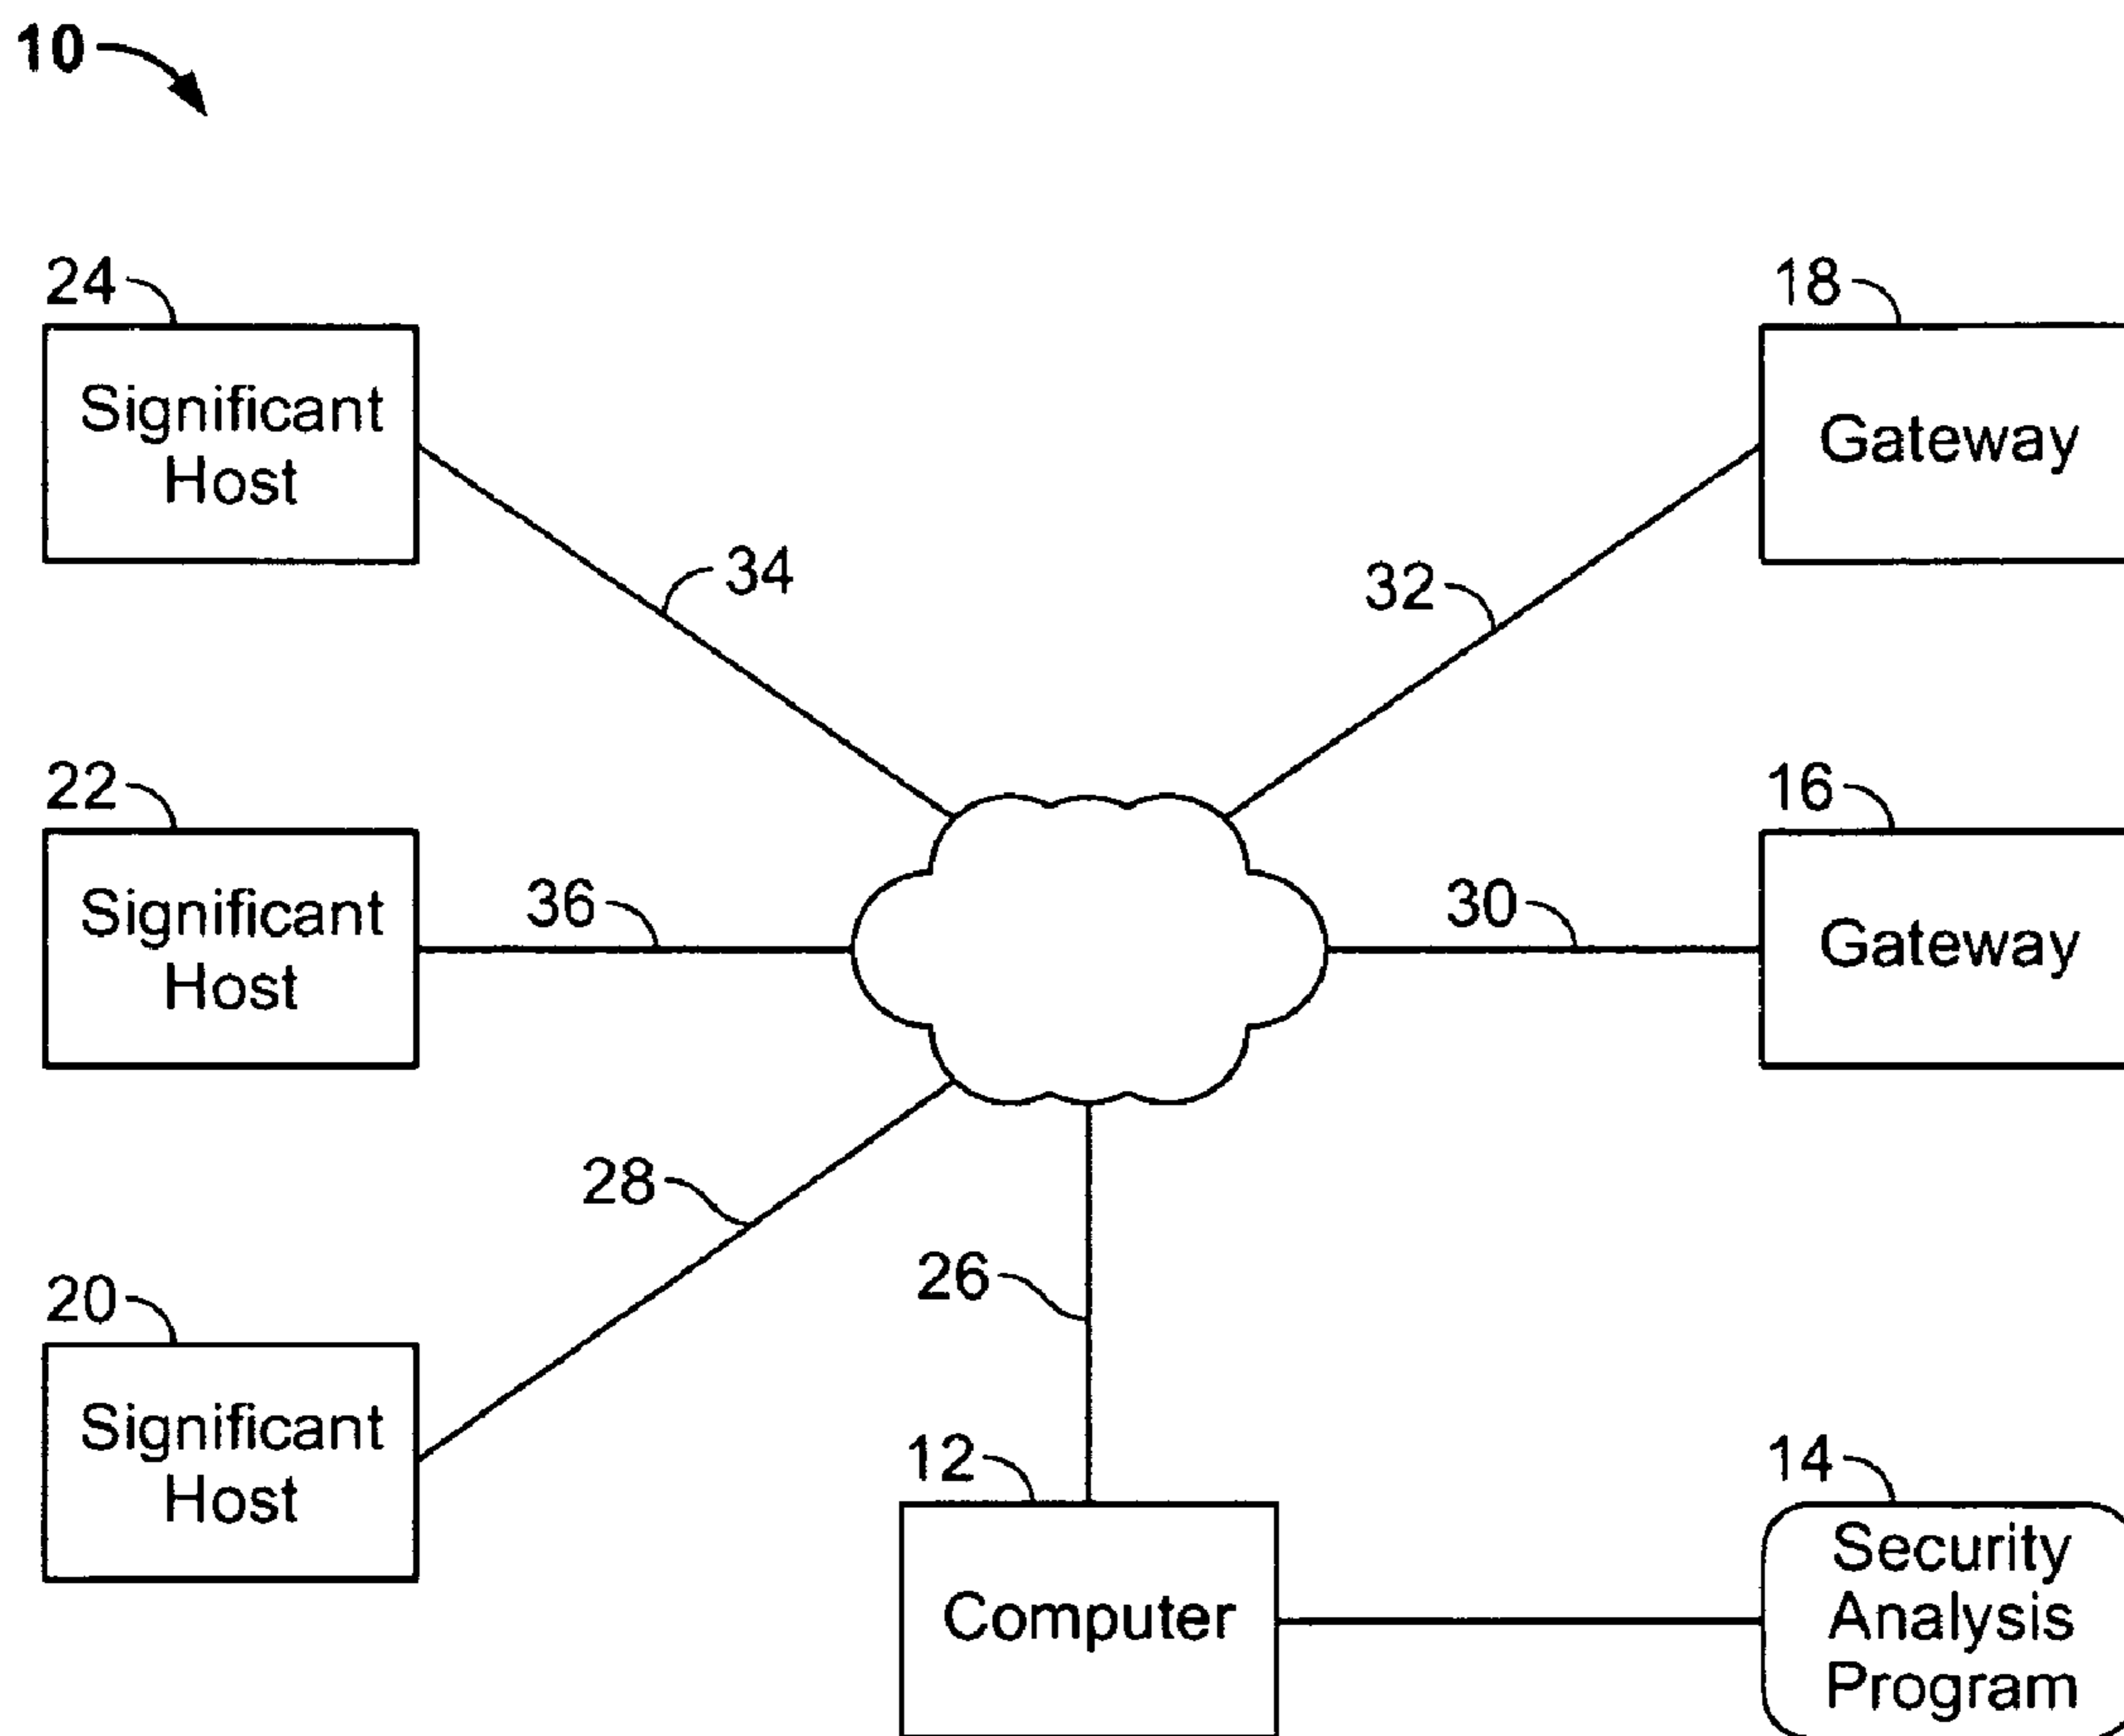 10
24
18
Significant
Host
Gateway
34
32
22
16
Significant
Host
36
30
Gateway
28
20
26
Significant
Host
12
14
Computer
Security
Analysis
Program